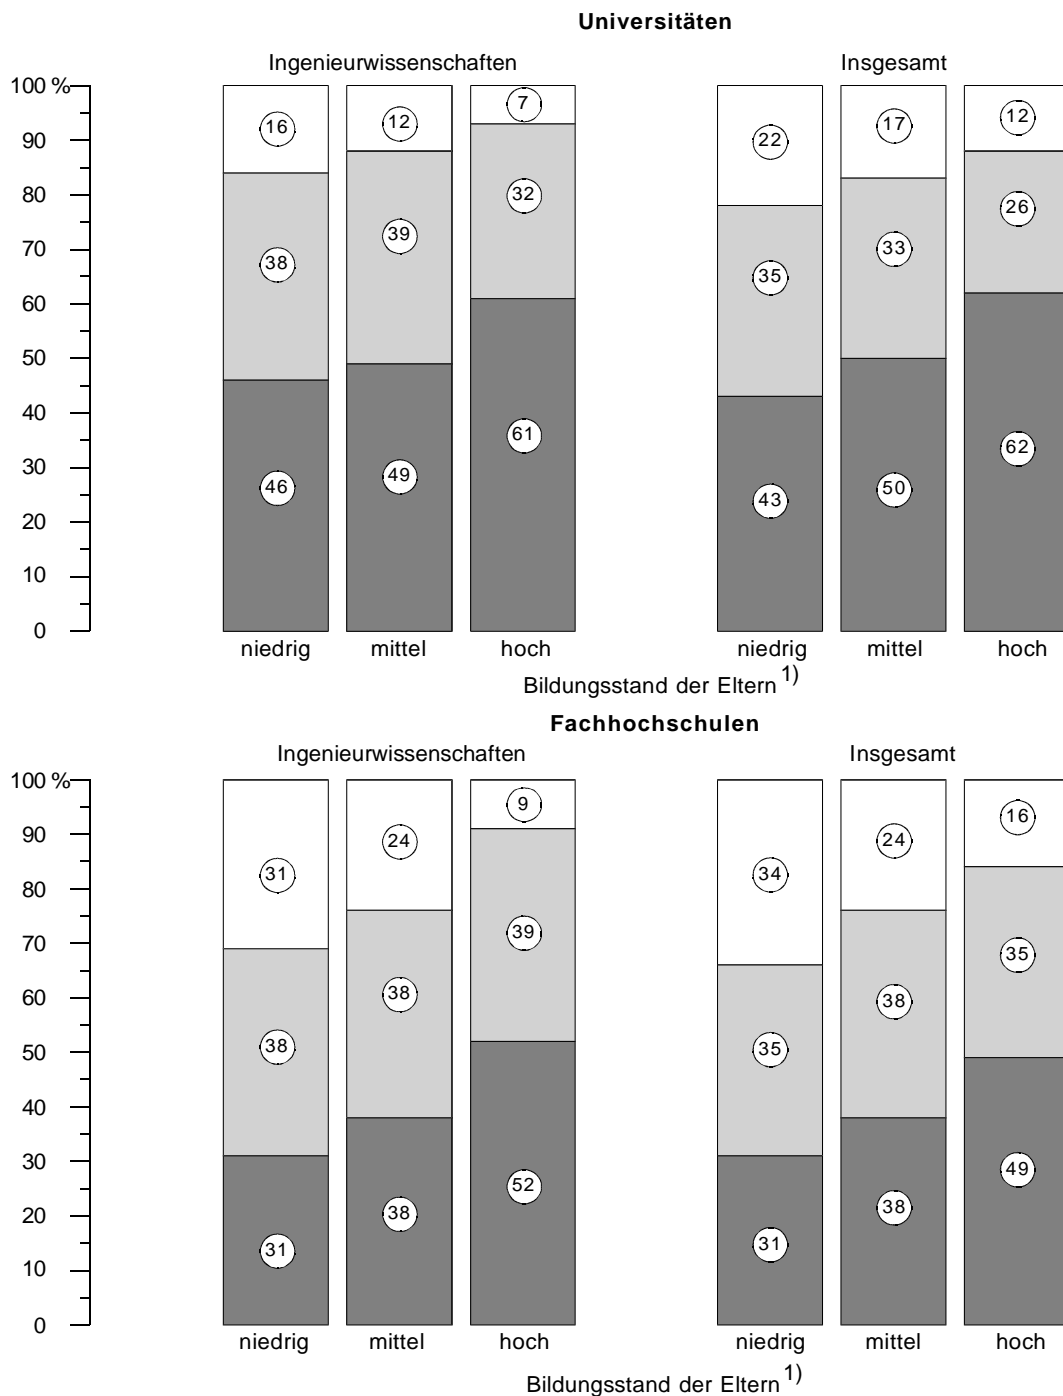 Universitäten
Ingenieurwissenschaften Insgesamt
100 %
90
80
70
60
50
40
30
20
10
0
16 12 7 22 17 12
38 39 32 35 33 26
46 49 61 43 50 62
niedrig mittel hoch niedrig mittel hoch
Bildungsstand der Eltern 1)
Fachhochschulen
Ingenieurwissenschaften Insgesamt
100 %
90
80
70
60
50
40
30
20
10
0
31 24 9 34 24 16
38 38 39 35 38 35
31 38 52 31 38 49
niedrig mittel hoch niedrig mittel hoch
Bildungsstand der Eltern 1)